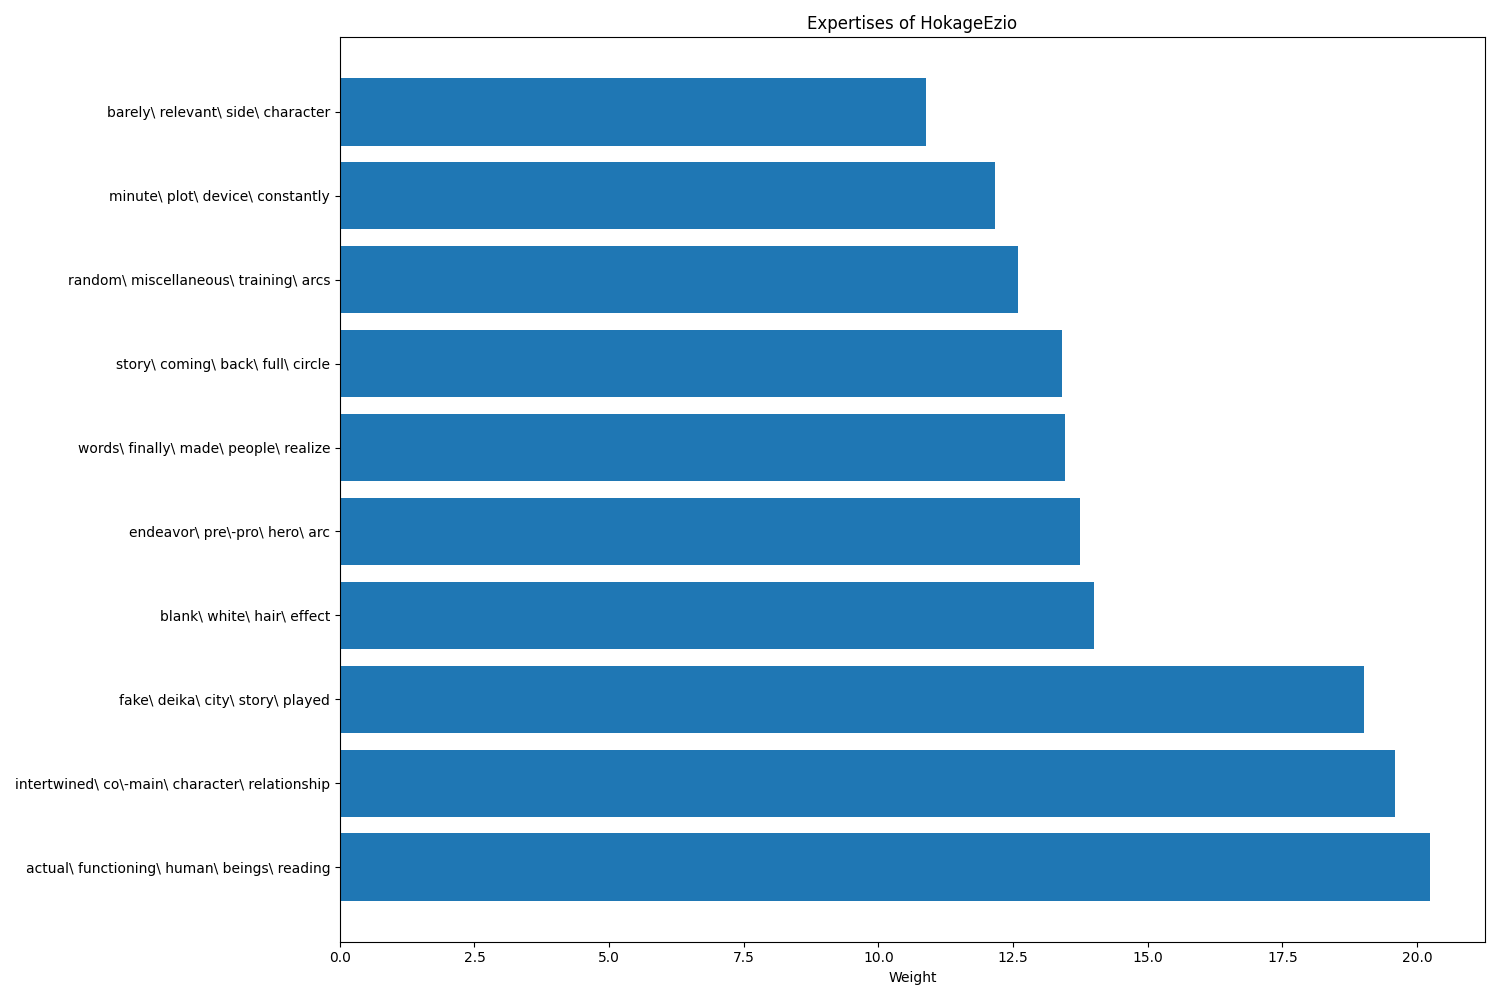 Expertises of HokageEzio
barely\ relevant\ side\ character
minute\ plot\ device\ constantly
random\ miscellaneous\ training\ arcs
story\ coming\ back\ full\ circle
words\ finally\ made\ people\ realize
endeavor\ pre\-pro\ hero\ arc
blank\ white\ hair\ effect
fake\ deika\ city\ story\ played
intertwined\ co\-main\ character\ relationship
actual\ functioning\ human\ beings\ reading
0.0 2.5 5.0 7.5 10.0 12.5 15.0 17.5 20.0
Weight